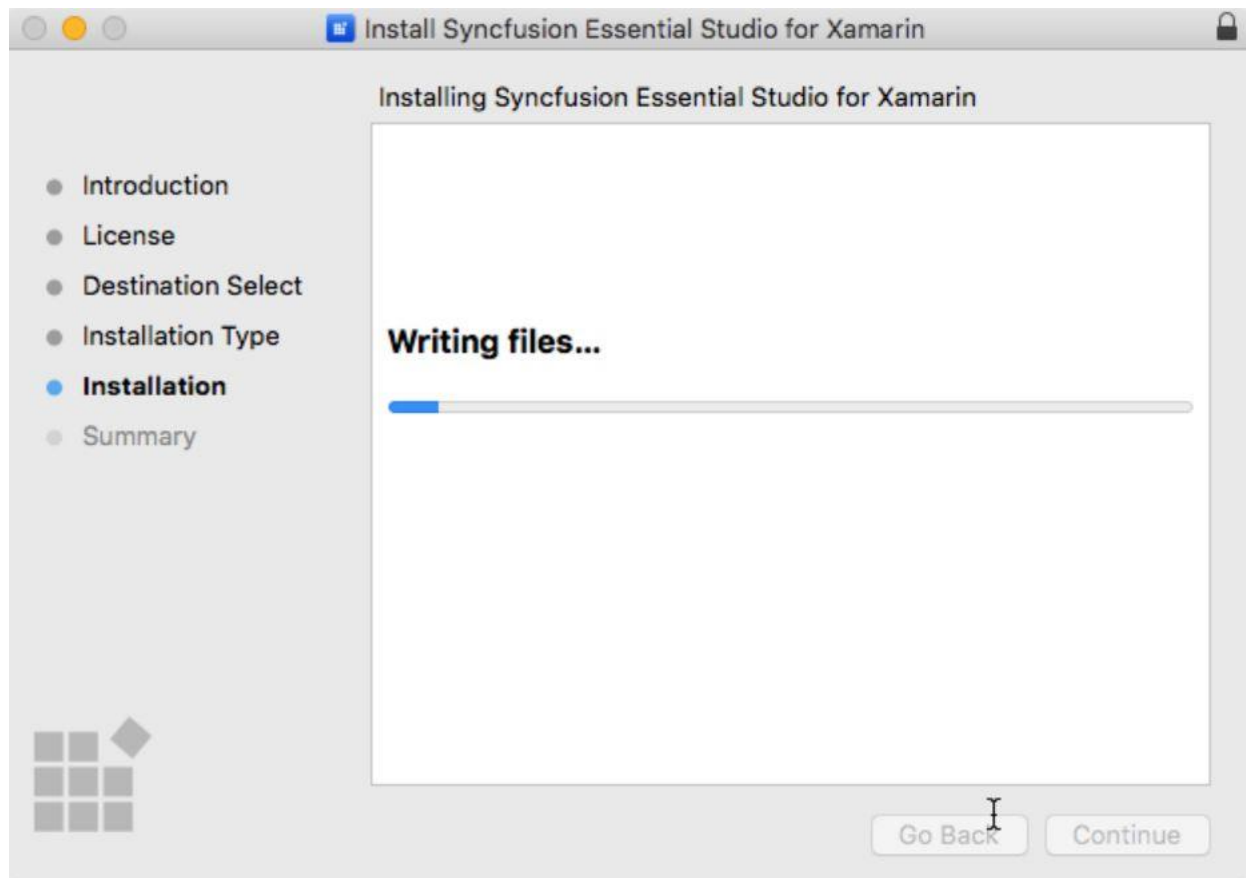 Install Syncfusion Essential Studio for Xamarin
Installing Syncfusion Essential Studio for Xamarin
Introduction
License
Destination Select
Installation Type
Installation
Summary
Writing files...
Go Back
Continue